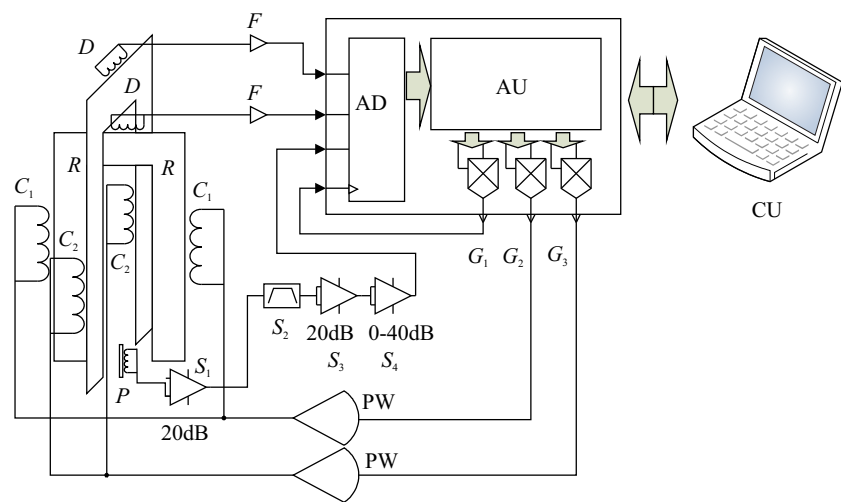 D
F
D
F
AD
AU
R
R
C₁
C₁
C₂
C₂
CU
G₁
G₂
G₃
S₂
20dB
S₃
0-40dB
S₄
S₁
P
20dB
PW
PW